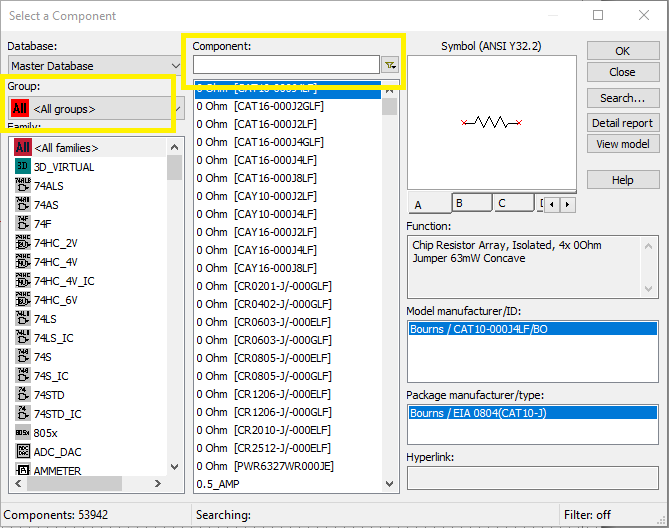 Select a Component
Database:
Master Database
Group:
All <All groups>
Family:
All <All families>
3D 3D_VIRTUAL
74ALS
74AS
74F
74HC_2V
74HC_4V
74HC_4V_IC
74HC_6V
74LS
74LS_IC
74S
74S_IC
74STD
74STD_IC
805x
ADC_DAC
AMMETER
Component:
0 Ohm [CAT10-000J4LF]
0 Ohm [CAT16-000J2GLF]
0 Ohm [CAT16-000J2LF]
0 Ohm [CAT16-000J4GLF]
0 Ohm [CAT16-000J4LF]
0 Ohm [CAT16-000J8LF]
0 Ohm [CAY10-000J2LF]
0 Ohm [CAY10-000J4LF]
0 Ohm [CAY16-000J2LF]
0 Ohm [CAY16-000J4LF]
0 Ohm [CAY16-000J8LF]
0 Ohm [CR0201-J/-000GLF]
0 Ohm [CR0402-J/-000GLF]
0 Ohm [CR0603-J/-000ELF]
0 Ohm [CR0805-J/-000ELF]
0 Ohm [CR0805-J/-000GLF]
0 Ohm [CR1206-J/-000ELF]
0 Ohm [CR1206-J/-000GLF]
0 Ohm [CR2010-J/-000ELF]
0 Ohm [CR2512-J/-000ELF]
0 Ohm [PWR6327WR000JE]
0.5_AMP
Symbol (ANSI Y32.2)
A B C
Function:
Chip Resistor Array, Isolated, 4x 0Ohm
Jumper 63mW Concave
Model manufacturer/ID:
Bourns / CAT10-000J4LF/BO
Package manufacturer/type:
Bourns / EIA 0804(CAT10-J)
Hyperlink:
OK
Close
Search...
Detail report
View model
Help
Components: 53942
Searching:
Filter: off